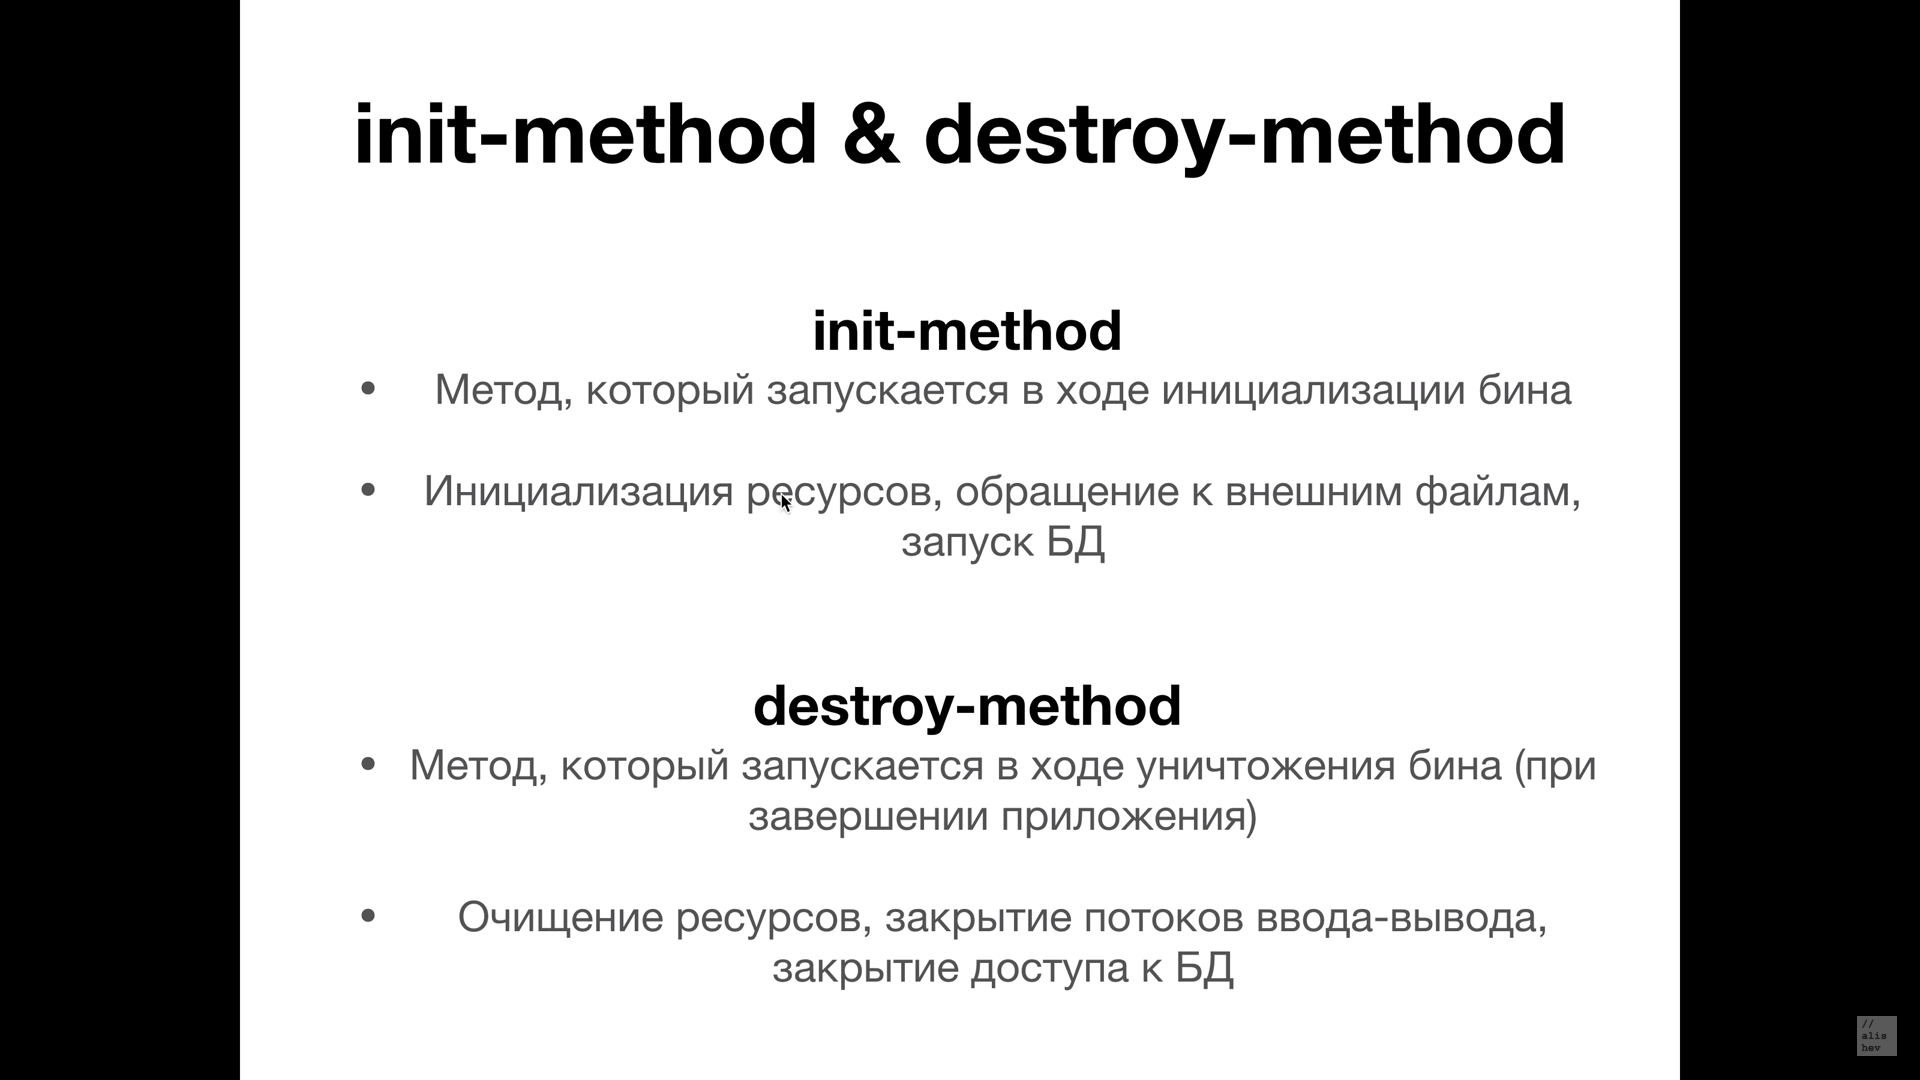 init-method & destroy-method
init-method
• Метод, который запускается в ходе инициализации бина
• Инициализация ресурсов, обращение к внешним файлам,
запуск БД
destroy-method
• Метод, который запускается в ходе уничтожения бина (при
завершении приложения)
• Очищение ресурсов, закрытие потоков ввода-вывода,
закрытие доступа к БД
//
alis
hev